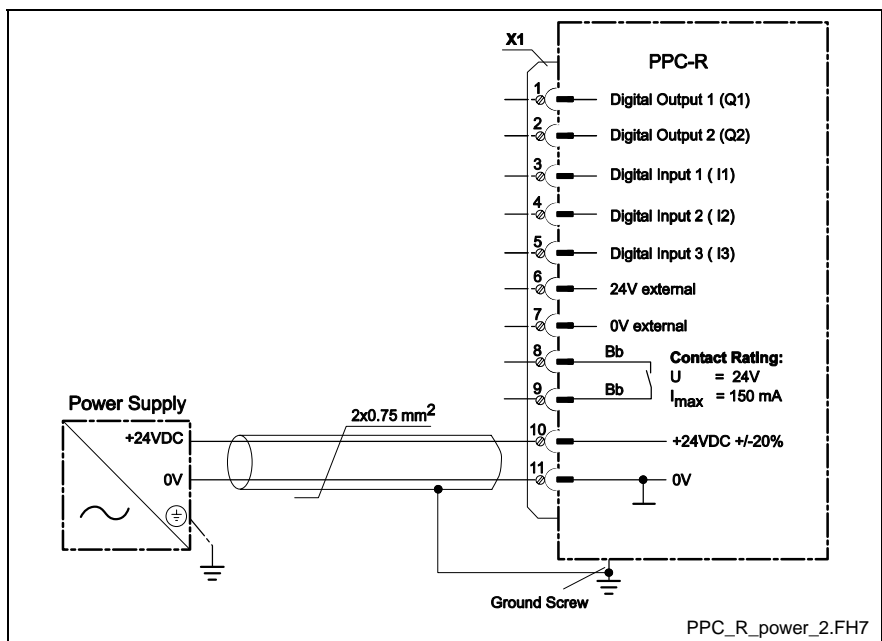 X1
PPC-R
1 Digital Output 1 (Q1)
2 Digital Output 2 (Q2)
3 Digital Input 1 ( I1)
4 Digital Input 2 ( I2)
5 Digital Input 3 ( I3)
6 24V external
7 0V external
8 Bb
Contact Rating:
U = 24V
Imax = 150 mA
9 Bb
Power Supply
2x0.75 mm2
+24VDC
10 +24VDC +/-20%
0V
11 0V
Ground Screw
PPC_R_power_2.FH7